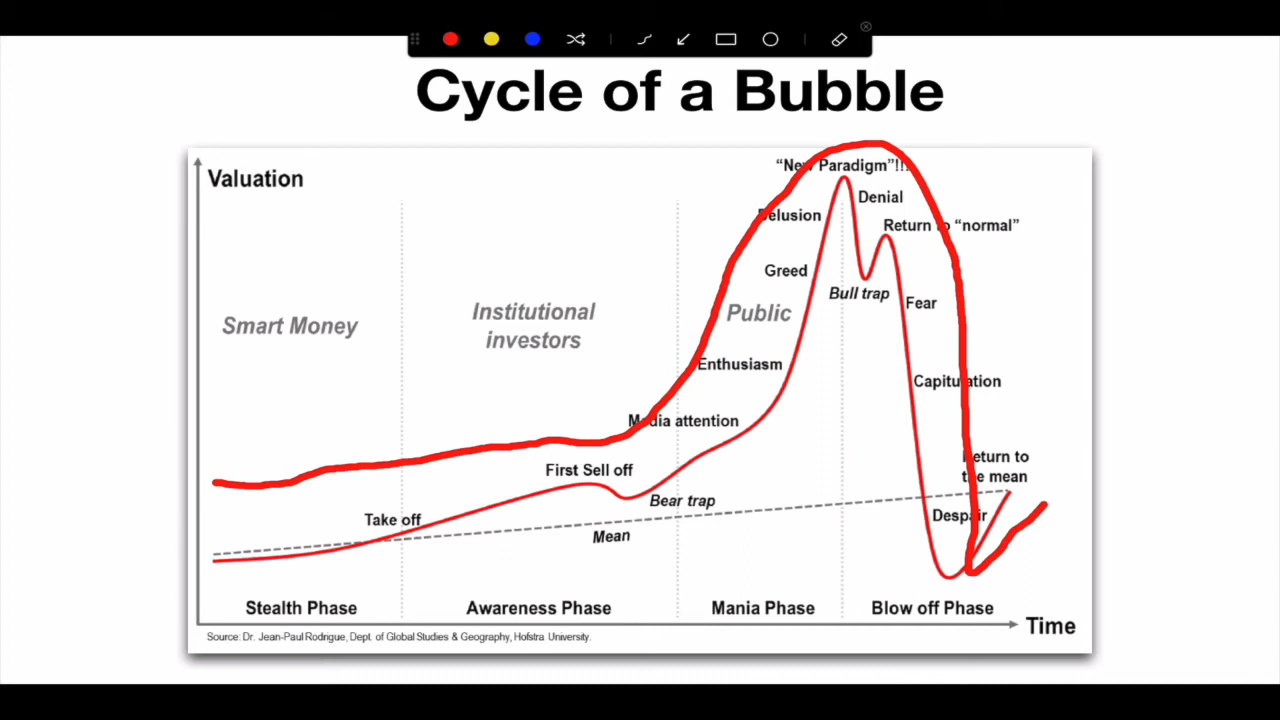 Cycle of a Bubble
Valuation
"New Paradigm"!!!
Denial
Delusion
Return to "normal"
Greed
Bull trap
Fear
Smart Money
Institutional
investors
Public
Enthusiasm
Capitulation
Media attention
First Sell off
Return to
the mean
Bear trap
Take off
Despair
Mean
Stealth Phase
Awareness Phase
Mania Phase
Blow off Phase
Time
Source: Dr. Jean-Paul Rodrigue, Dept. of Global Studies & Geography, Hofstra University.